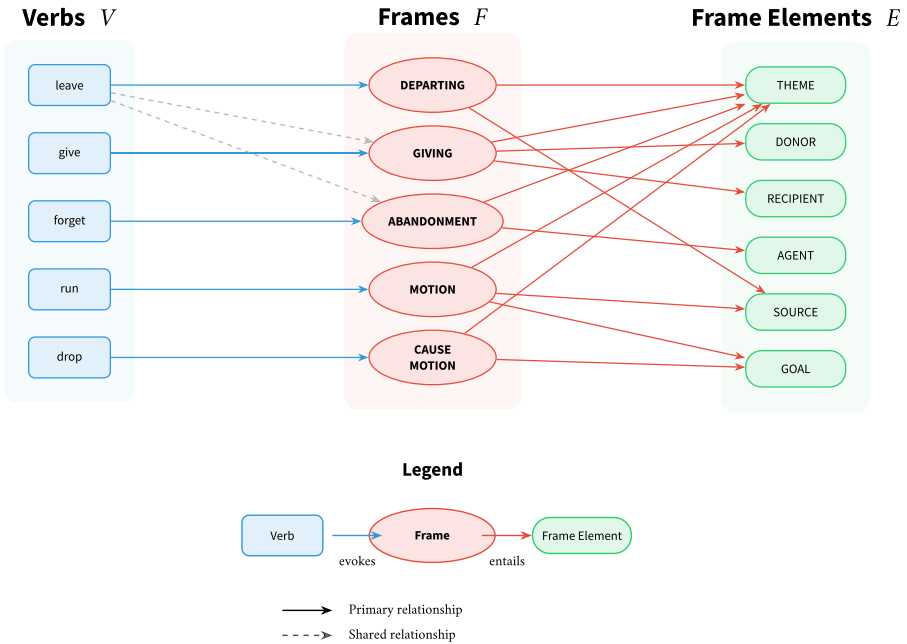 Verbs V
Frames F
Frame Elements E
leave
give
forget
run
drop
DEPARTING
GIVING
ABANDONMENT
MOTION
CAUSE
MOTION
THEME
DONOR
RECIPIENT
AGENT
SOURCE
GOAL
Legend
Verb
evokes
Frame
entails
Frame Element
Primary relationship
Shared relationship